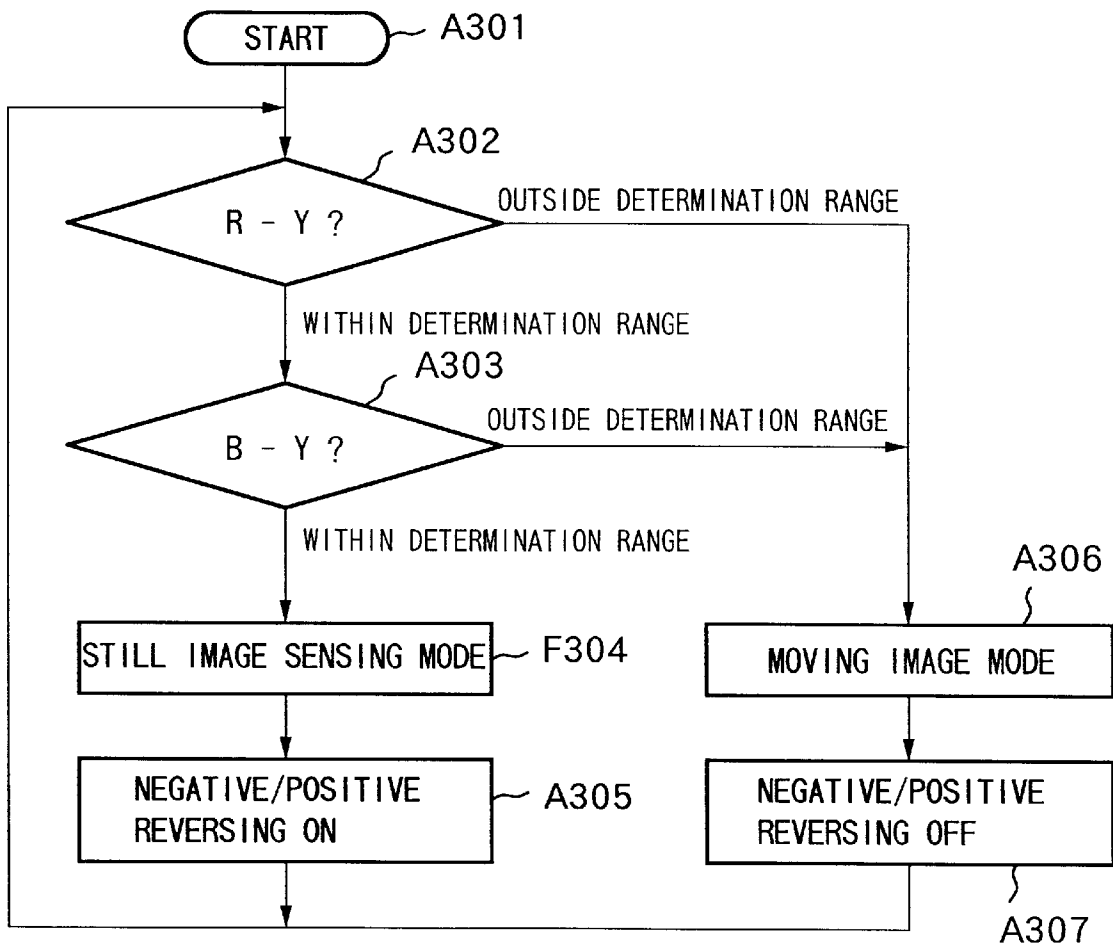 START
A301
A302
R - Y ?
OUTSIDE DETERMINATION RANGE
WITHIN DETERMINATION RANGE
A303
B - Y ?
OUTSIDE DETERMINATION RANGE
WITHIN DETERMINATION RANGE
A306
STILL IMAGE SENSING MODE
F304
MOVING IMAGE MODE
NEGATIVE/POSITIVE
REVERSING ON
A305
NEGATIVE/POSITIVE
REVERSING OFF
A307